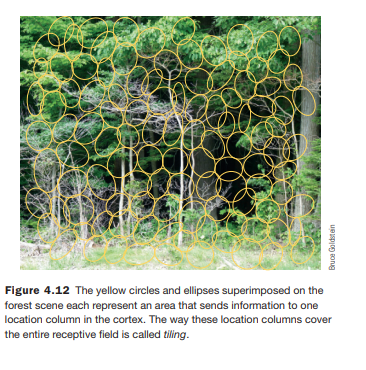 Bruce Goldstein
Figure 4.12 The yellow circles and ellipses superimposed on the
forest scene each represent an area that sends information to one
location column in the cortex. The way these location columns cover
the entire receptive field is called tiling.